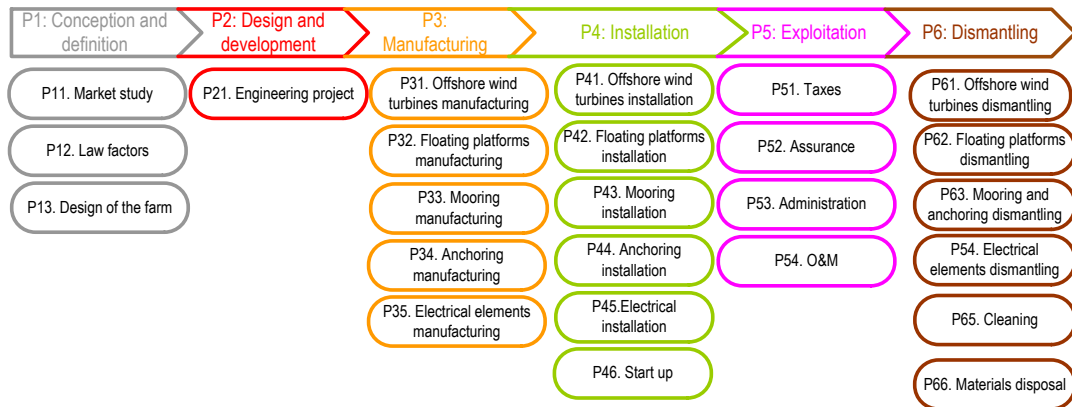 P1: Conception and
definition
P2: Design and
development
P3:
Manufacturing
P4: Installation
P5: Exploitation
P6: Dismantling
P11. Market study
P12. Law factors
P13. Design of the farm
P21. Engineering project
P31. Offshore wind
turbines manufacturing
P32. Floating platforms
manufacturing
P33. Mooring
manufacturing
P34. Anchoring
manufacturing
P35. Electrical elements
manufacturing
P41. Offshore wind
turbines installation
P42. Floating platforms
installation
P43. Mooring
installation
P44. Anchoring
installation
P45.Electrical
installation
P46. Start up
P51. Taxes
P52. Assurance
P53. Administration
P54. O&M
P61. Offshore wind
turbines dismantling
P62. Floating platforms
dismantling
P63. Mooring and
anchoring dismantling
P54. Electrical
elements dismantling
P65. Cleaning
P66. Materials disposal